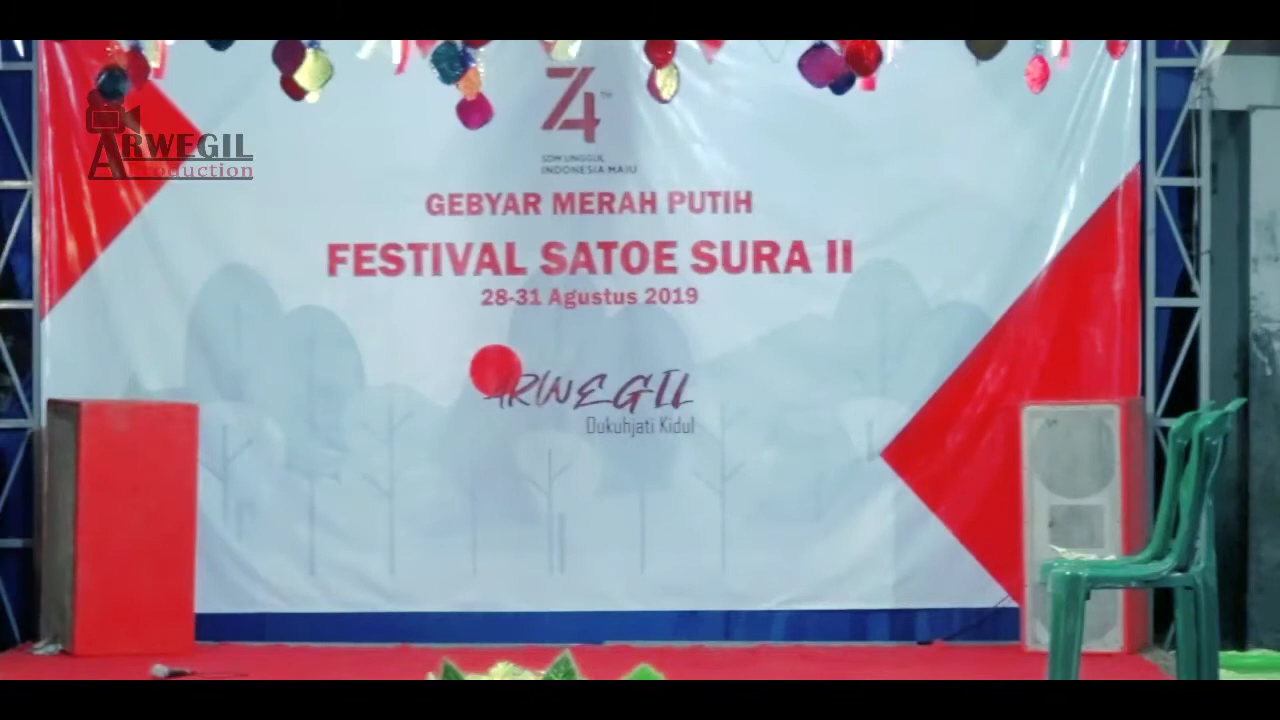 74TH
SDM UNGGUL
INDONESIA MAJU
GEBYAR MERAH PUTIH
FESTIVAL SATOE SURA II
28-31 Agustus 2019
ARWEGIL
Dukuhjati Kidul
ARWEGIL
Production